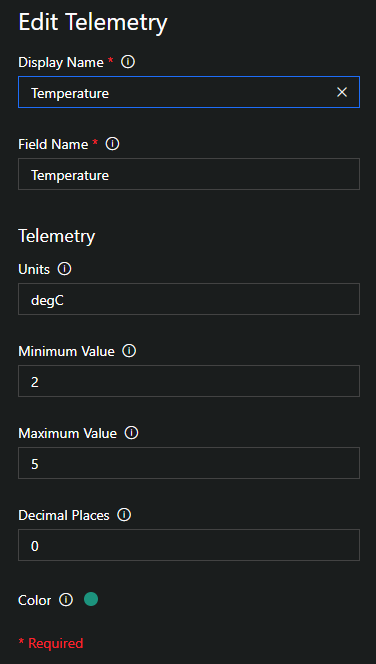 Edit Telemetry
Display Name *
Temperature
Field Name *
Temperature
Telemetry
Units
degC
Minimum Value
2
Maximum Value
5
Decimal Places
0
Color
* Required